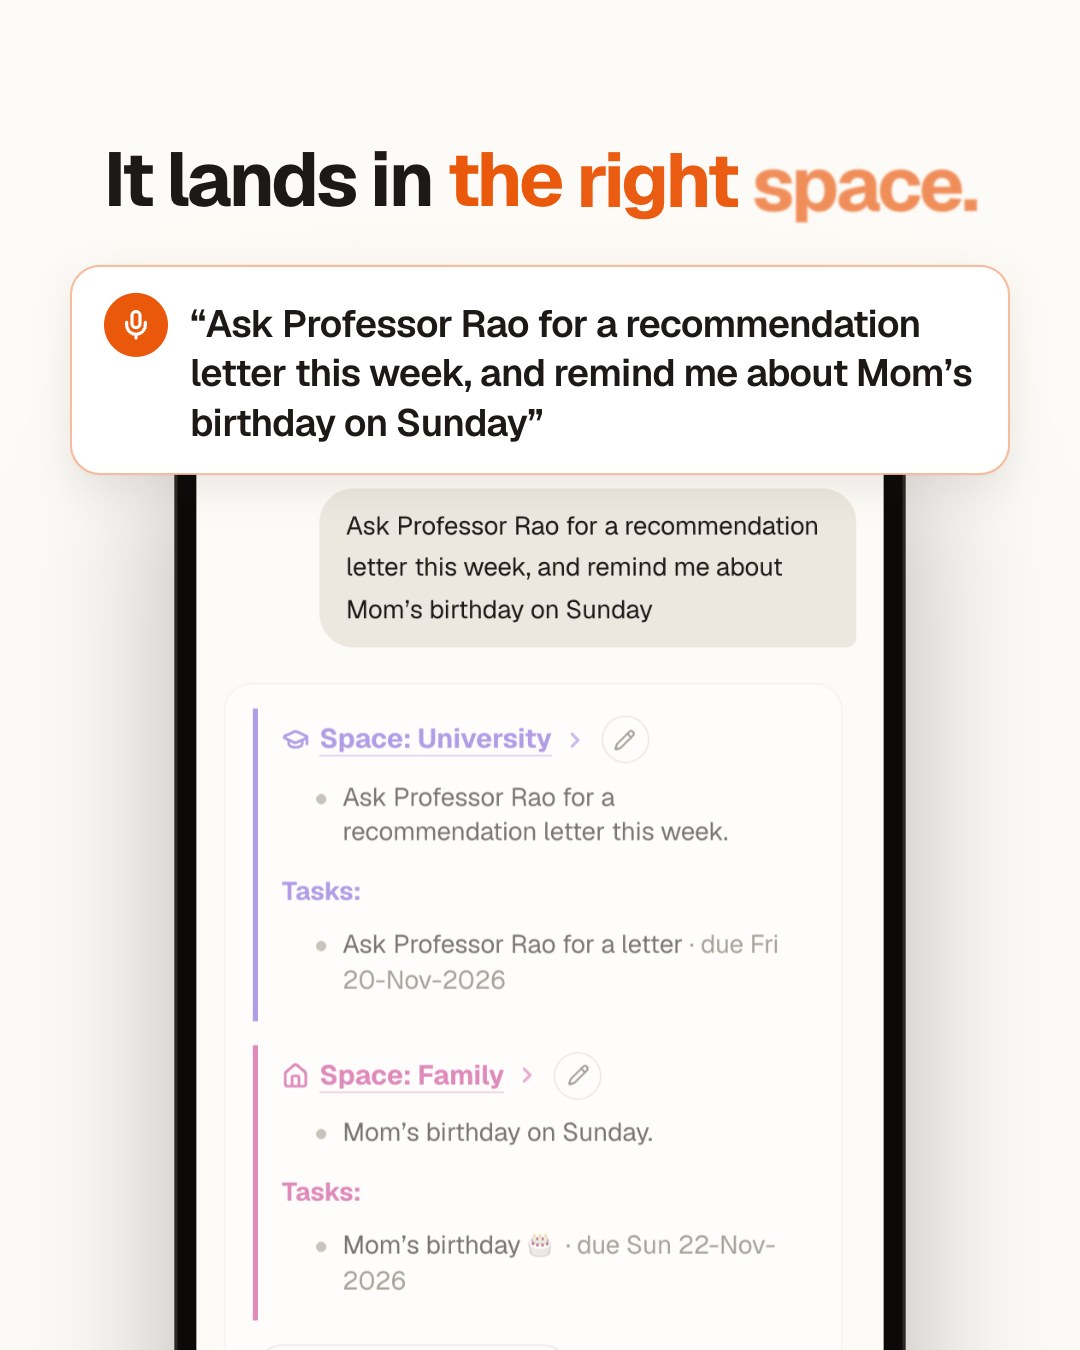 It lands in the right space.
“Ask Professor Rao for a recommendation
letter this week, and remind me about Mom’s
birthday on Sunday”
Ask Professor Rao for a recommendation
letter this week, and remind me about
Mom’s birthday on Sunday
Space: University
Ask Professor Rao for a
recommendation letter this week.
Tasks:
Ask Professor Rao for a letter · due Fri
20-Nov-2026
Space: Family
Mom’s birthday on Sunday.
Tasks:
Mom’s birthday 🎂 · due Sun 22-Nov-
2026